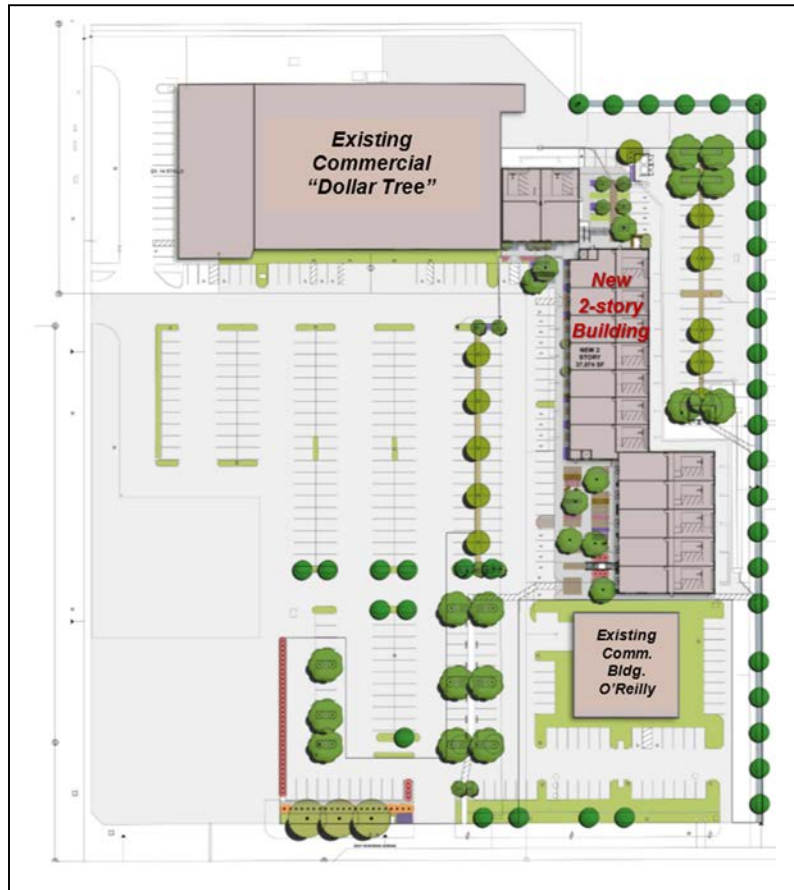 Existing
Commercial
“Dollar Tree”
New
2-story
Building
NEW 2
STORY
Existing
Comm.
Bldg.
O’Reilly